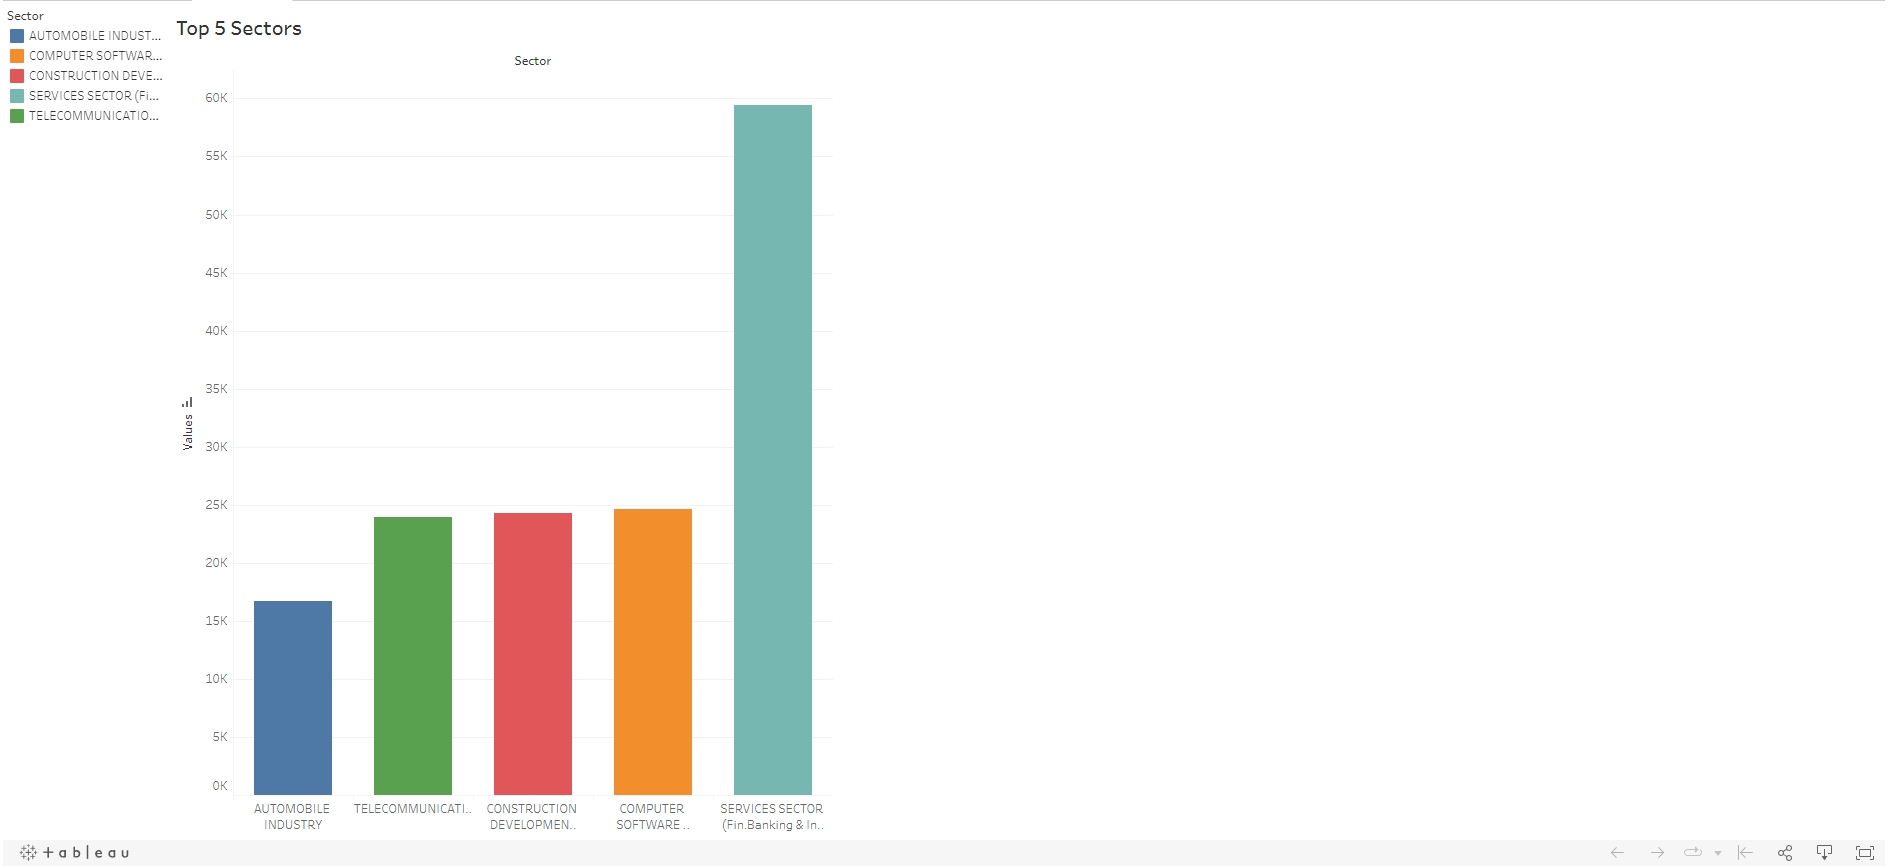 Sector
AUTOMOBILE INDUST...
COMPUTER SOFTWAR...
CONSTRUCTION DEVE...
SERVICES SECTOR (Fi...
TELECOMMUNICATIO...
Top 5 Sectors
Sector
60K
55K
50K
45K
40K
35K
30K
25K
20K
15K
10K
5K
0K
Values
AUTOMOBILE
INDUSTRY
TELECOMMUNICATI..
CONSTRUCTION
DEVELOPMEN..
COMPUTER
SOFTWARE ..
SERVICES SECTOR
(Fin.Banking & In..
+ableau